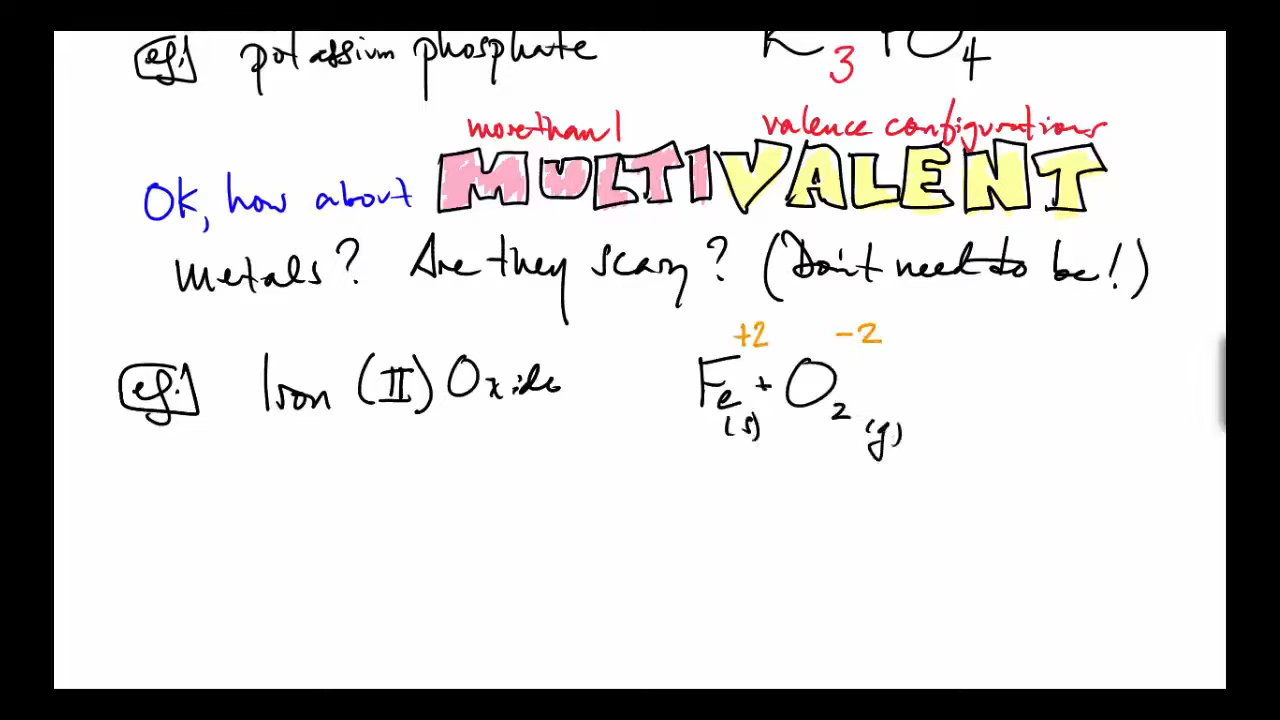 eg. potassium phosphate K3PO4
more than 1 valence configurations
Ok, how about MULTIVALENT
metals? Are they scary? (Don't need to be!)
+2 -2
eg. Iron (II) Oxide Fe(s) + O2(g)